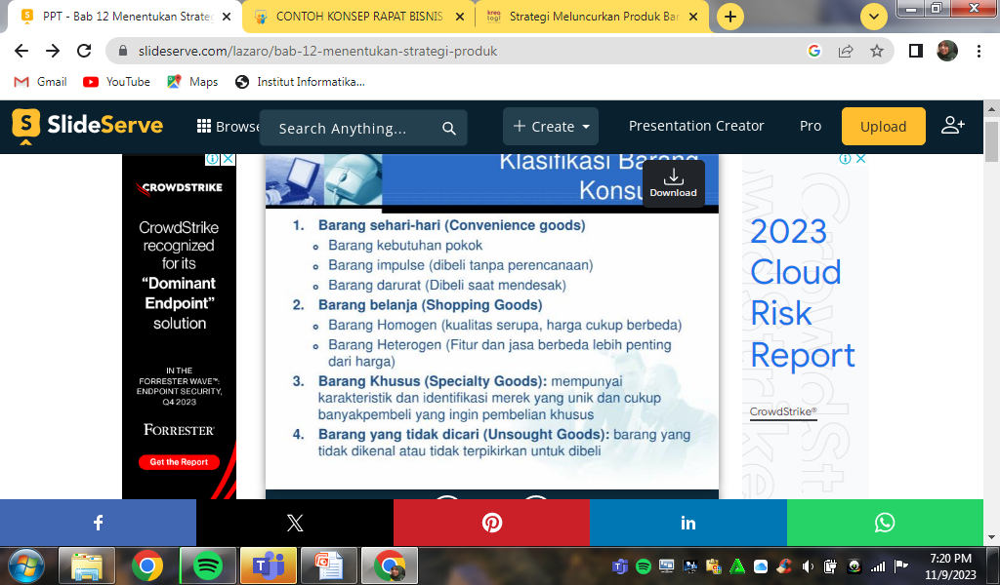 PPT - Bab 12 Menentukan Strateg
CONTOH KONSEP RAPAT BISNIS
Strategi Meluncurkan Produk Bar
slideserve.com/lazaro/bab-12-menentukan-strategi-produk
Gmail
YouTube
Maps
Institut Informatika...
SlideServe
Browse
Search Anything...
Create
Presentation Creator
Pro
Upload
CROWDSTRIKE
CrowdStrike
recognized
for its
“Dominant
Endpoint”
solution
IN THE
FORRESTER WAVE™:
ENDPOINT SECURITY,
Q4 2023
FORRESTER
Get the Report
Klasifikasi Barang
Konsu
Download
1. Barang sehari-hari (Convenience goods)
Barang kebutuhan pokok
Barang impulse (dibeli tanpa perencanaan)
Barang darurat (Dibeli saat mendesak)
2. Barang belanja (Shopping Goods)
Barang Homogen (kualitas serupa, harga cukup berbeda)
Barang Heterogen (Fitur dan jasa berbeda lebih penting
dari harga)
3. Barang Khusus (Specialty Goods): mempunyai
karakteristik dan identifikasi merek yang unik dan cukup
banyakpembeli yang ingin pembelian khusus
4. Barang yang tidak dicari (Unsought Goods): barang yang
tidak dikenal atau tidak terpikirkan untuk dibeli
2023
Cloud
Risk
Report
CrowdStrike®
7:20 PM
11/9/2023